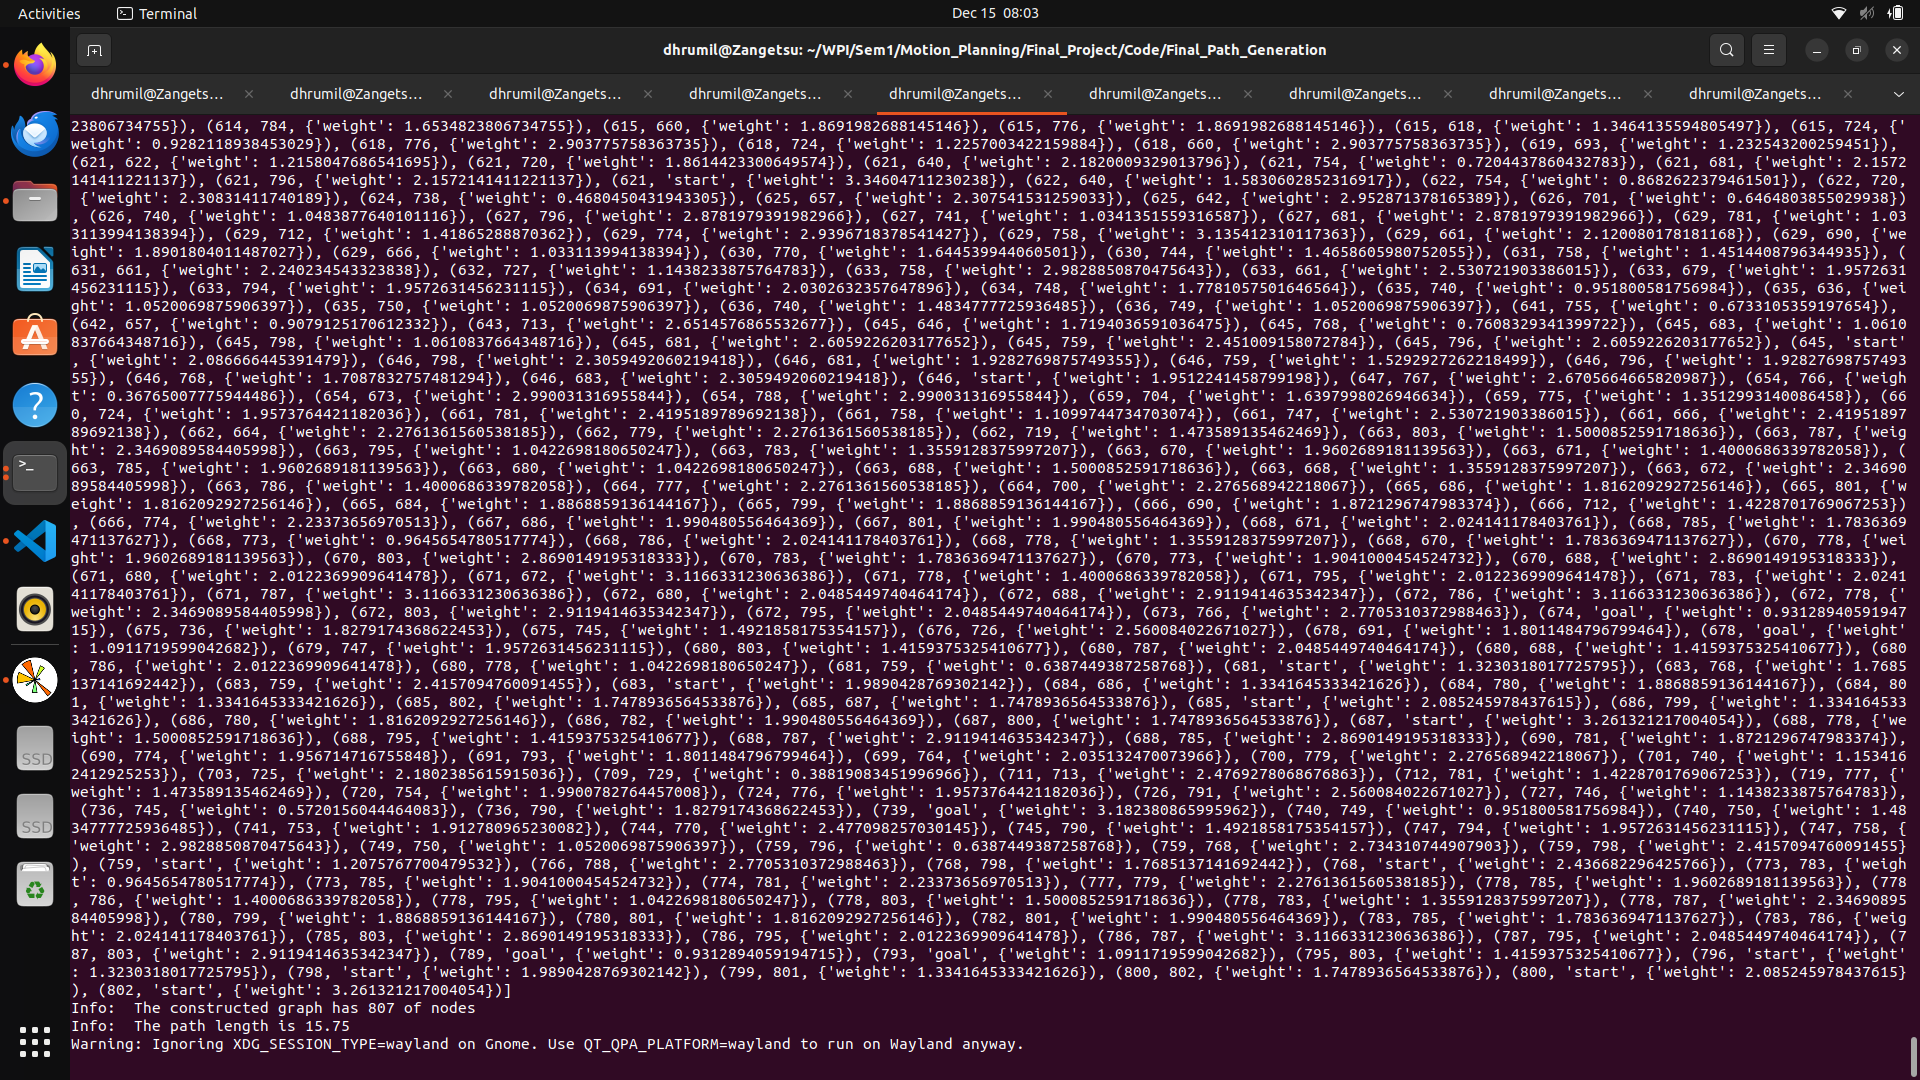 Activities
Terminal
Dec 15 08:03
dhrumil@Zangetsu: ~/WPI/Sem1/Motion_Planning/Final_Project/Code/Final_Path_Generation
dhrumil@Zangets… dhrumil@Zangets… dhrumil@Zangets… dhrumil@Zangets… dhrumil@Zangets… dhrumil@Zangets… dhrumil@Zangets… dhrumil@Zangets… dhrumil@Zangets…
23806734755}), (614, 784, {'weight': 1.6534823806734755}), (615, 660, {'weight': 1.8691982688145146}), (615, 776, {'weight': 1.8691982688145146}), (615, 618, {'weight': 1.3464135594805497}), (615, 724, {'
weight': 0.9282118938453029}), (618, 776, {'weight': 2.903775758363735}), (618, 724, {'weight': 1.2257003422159884}), (618, 660, {'weight': 2.903775758363735}), (619, 693, {'weight': 1.232543200259451}),
(621, 622, {'weight': 1.2158047686541695}), (621, 720, {'weight': 1.8614423300649574}), (621, 640, {'weight': 2.1820009329013796}), (621, 754, {'weight': 0.7204437860432783}), (621, 681, {'weight': 2.1572
141411221137}), (621, 796, {'weight': 2.1572141411221137}), (621, 'start', {'weight': 3.34604711230238}), (622, 640, {'weight': 1.5830602852316917}), (622, 754, {'weight': 0.8682622379461501}), (622, 720,
{'weight': 2.30831411740189}), (624, 738, {'weight': 0.4680450431943305}), (625, 657, {'weight': 2.307541531259033}), (625, 642, {'weight': 2.952871378165389}), (626, 701, {'weight': 0.6464803855029938})
, (626, 740, {'weight': 1.0483877640101116}), (627, 796, {'weight': 2.8781979391982966}), (627, 741, {'weight': 1.0341351559316587}), (627, 681, {'weight': 2.8781979391982966}), (629, 781, {'weight': 1.03
3113994138394}), (629, 712, {'weight': 1.41865288870362}), (629, 774, {'weight': 2.9396718378541427}), (629, 758, {'weight': 3.135412310117363}), (629, 661, {'weight': 2.120080178181168}), (629, 690, {'we
ight': 1.8901804011487027}), (629, 666, {'weight': 1.033113994138394}), (630, 770, {'weight': 1.644539944060501}), (630, 744, {'weight': 1.4658605980752055}), (631, 758, {'weight': 1.4514408796344935}), (
631, 661, {'weight': 2.240234543323838}), (632, 727, {'weight': 1.1438233875764783}), (633, 758, {'weight': 2.9828850870475643}), (633, 661, {'weight': 2.530721903386015}), (633, 679, {'weight': 1.9572631
456231115}), (633, 794, {'weight': 1.9572631456231115}), (634, 691, {'weight': 2.0302632357647896}), (634, 748, {'weight': 1.7781057501646564}), (635, 740, {'weight': 0.951800581756984}), (635, 636, {'wei
ght': 1.0520069875906397}), (635, 750, {'weight': 1.0520069875906397}), (636, 740, {'weight': 1.4834777725936485}), (636, 749, {'weight': 1.0520069875906397}), (641, 755, {'weight': 0.6733105359197654}),
(642, 657, {'weight': 0.9079125170612332}), (643, 713, {'weight': 2.6514576865532677}), (645, 646, {'weight': 1.7194036591036475}), (645, 768, {'weight': 0.7608329341399722}), (645, 683, {'weight': 1.0610
837664348716}), (645, 798, {'weight': 1.0610837664348716}), (645, 681, {'weight': 2.6059226203177652}), (645, 759, {'weight': 2.451009158072784}), (645, 796, {'weight': 2.6059226203177652}), (645, 'start'
, {'weight': 2.086666445391479}), (646, 798, {'weight': 2.3059492060219418}), (646, 681, {'weight': 1.9282769875749355}), (646, 759, {'weight': 1.5292927262218499}), (646, 796, {'weight': 1.92827698757493
55}), (646, 768, {'weight': 1.7087832757481294}), (646, 683, {'weight': 2.3059492060219418}), (646, 'start', {'weight': 1.9512241458799198}), (647, 767, {'weight': 2.6705664665820987}), (654, 766, {'weigh
t': 0.36765007775944486}), (654, 673, {'weight': 2.990031316955844}), (654, 788, {'weight': 2.990031316955844}), (659, 704, {'weight': 1.6397998026946634}), (659, 775, {'weight': 1.3512993140086458}), (66
0, 724, {'weight': 1.9573764421182036}), (661, 781, {'weight': 2.4195189789692138}), (661, 758, {'weight': 1.1099744734703074}), (661, 747, {'weight': 2.530721903386015}), (661, 666, {'weight': 2.41951897
89692138}), (662, 664, {'weight': 2.2761361560538185}), (662, 779, {'weight': 2.2761361560538185}), (662, 719, {'weight': 1.473589135462469}), (663, 803, {'weight': 1.5000852591718636}), (663, 787, {'weig
ht': 2.3469089584405998}), (663, 795, {'weight': 1.0422698180650247}), (663, 783, {'weight': 1.3559128375997207}), (663, 670, {'weight': 1.9602689181139563}), (663, 671, {'weight': 1.4000686339782058}), (
663, 785, {'weight': 1.9602689181139563}), (663, 680, {'weight': 1.0422698180650247}), (663, 688, {'weight': 1.5000852591718636}), (663, 668, {'weight': 1.3559128375997207}), (663, 672, {'weight': 2.34690
89584405998}), (663, 786, {'weight': 1.4000686339782058}), (664, 777, {'weight': 2.2761361560538185}), (664, 700, {'weight': 2.276568942218067}), (665, 686, {'weight': 1.8162092927256146}), (665, 801, {'w
eight': 1.8162092927256146}), (665, 684, {'weight': 1.8868859136144167}), (665, 799, {'weight': 1.8868859136144167}), (666, 690, {'weight': 1.8721296747983374}), (666, 712, {'weight': 1.4228701769067253})
, (666, 774, {'weight': 2.23373656970513}), (667, 686, {'weight': 1.990480556464369}), (667, 801, {'weight': 1.990480556464369}), (668, 671, {'weight': 2.024141178403761}), (668, 785, {'weight': 1.7836369
471137627}), (668, 773, {'weight': 0.9645654780517774}), (668, 786, {'weight': 2.024141178403761}), (668, 778, {'weight': 1.3559128375997207}), (668, 670, {'weight': 1.7836369471137627}), (670, 778, {'wei
ght': 1.9602689181139563}), (670, 803, {'weight': 2.8690149195318333}), (670, 783, {'weight': 1.7836369471137627}), (670, 773, {'weight': 1.9041000454524732}), (670, 688, {'weight': 2.8690149195318333}),
(671, 680, {'weight': 2.0122369909641478}), (671, 672, {'weight': 3.1166331230636386}), (671, 778, {'weight': 1.4000686339782058}), (671, 795, {'weight': 2.0122369909641478}), (671, 783, {'weight': 2.0241
41178403761}), (671, 787, {'weight': 3.1166331230636386}), (672, 680, {'weight': 2.0485449740464174}), (672, 688, {'weight': 2.9119414635342347}), (672, 786, {'weight': 3.1166331230636386}), (672, 778, {'
weight': 2.3469089584405998}), (672, 803, {'weight': 2.9119414635342347}), (672, 795, {'weight': 2.0485449740464174}), (673, 766, {'weight': 2.7705310372988463}), (674, 'goal', {'weight': 0.93128940591947
15}), (675, 736, {'weight': 1.8279174368622453}), (675, 745, {'weight': 1.4921858175354157}), (676, 726, {'weight': 2.560084022671027}), (678, 691, {'weight': 1.8011484796799464}), (678, 'goal', {'weight'
: 1.0911719599042682}), (679, 747, {'weight': 1.9572631456231115}), (680, 803, {'weight': 1.4159375325410677}), (680, 787, {'weight': 2.0485449740464174}), (680, 688, {'weight': 1.4159375325410677}), (680
, 786, {'weight': 2.0122369909641478}), (680, 778, {'weight': 1.0422698180650247}), (681, 759, {'weight': 0.6387449387258768}), (681, 'start', {'weight': 1.3230318017725795}), (683, 768, {'weight': 1.7685
137141692442}), (683, 759, {'weight': 2.4157094760091455}), (683, 'start', {'weight': 1.9890428769302142}), (684, 686, {'weight': 1.3341645333421626}), (684, 780, {'weight': 1.8868859136144167}), (684, 80
1, {'weight': 1.3341645333421626}), (685, 802, {'weight': 1.7478936564533876}), (685, 687, {'weight': 1.7478936564533876}), (685, 'start', {'weight': 2.085245978437615}), (686, 799, {'weight': 1.334164533
3421626}), (686, 780, {'weight': 1.8162092927256146}), (686, 782, {'weight': 1.990480556464369}), (687, 800, {'weight': 1.7478936564533876}), (687, 'start', {'weight': 3.261321217004054}), (688, 778, {'we
ight': 1.5000852591718636}), (688, 795, {'weight': 1.4159375325410677}), (688, 787, {'weight': 2.9119414635342347}), (688, 785, {'weight': 2.8690149195318333}), (690, 781, {'weight': 1.8721296747983374}),
(690, 774, {'weight': 1.956714716755848}), (691, 793, {'weight': 1.8011484796799464}), (699, 764, {'weight': 2.035132470073966}), (700, 779, {'weight': 2.276568942218067}), (701, 740, {'weight': 1.153416
2412925253}), (703, 725, {'weight': 2.1802385615915036}), (709, 729, {'weight': 0.38819083451996966}), (711, 713, {'weight': 2.4769278068676863}), (712, 781, {'weight': 1.4228701769067253}), (719, 777, {'
weight': 1.473589135462469}), (720, 754, {'weight': 1.9900782764457008}), (724, 776, {'weight': 1.9573764421182036}), (726, 791, {'weight': 2.560084022671027}), (727, 746, {'weight': 1.1438233875764783}),
(736, 745, {'weight': 0.5720156044464083}), (736, 790, {'weight': 1.8279174368622453}), (739, 'goal', {'weight': 3.182380865995962}), (740, 749, {'weight': 0.951800581756984}), (740, 750, {'weight': 1.48
34777725936485}), (741, 753, {'weight': 1.912780965230082}), (744, 770, {'weight': 2.477098257030145}), (745, 790, {'weight': 1.4921858175354157}), (747, 794, {'weight': 1.9572631456231115}), (747, 758, {
'weight': 2.9828850870475643}), (749, 750, {'weight': 1.0520069875906397}), (759, 796, {'weight': 0.6387449387258768}), (759, 768, {'weight': 2.734310744907903}), (759, 798, {'weight': 2.4157094760091455}
), (759, 'start', {'weight': 1.2075767700479532}), (766, 788, {'weight': 2.7705310372988463}), (768, 798, {'weight': 1.7685137141692442}), (768, 'start', {'weight': 2.436682296425766}), (773, 783, {'weigh
t': 0.9645654780517774}), (773, 785, {'weight': 1.9041000454524732}), (774, 781, {'weight': 2.23373656970513}), (777, 779, {'weight': 2.2761361560538185}), (778, 785, {'weight': 1.9602689181139563}), (778
, 786, {'weight': 1.4000686339782058}), (778, 795, {'weight': 1.0422698180650247}), (778, 803, {'weight': 1.5000852591718636}), (778, 783, {'weight': 1.3559128375997207}), (778, 787, {'weight': 2.34690895
84405998}), (780, 799, {'weight': 1.8868859136144167}), (780, 801, {'weight': 1.8162092927256146}), (782, 801, {'weight': 1.990480556464369}), (783, 785, {'weight': 1.7836369471137627}), (783, 786, {'weig
ht': 2.024141178403761}), (785, 803, {'weight': 2.8690149195318333}), (786, 795, {'weight': 2.0122369909641478}), (786, 787, {'weight': 3.1166331230636386}), (787, 795, {'weight': 2.0485449740464174}), (7
87, 803, {'weight': 2.9119414635342347}), (789, 'goal', {'weight': 0.9312894059194715}), (793, 'goal', {'weight': 1.0911719599042682}), (795, 803, {'weight': 1.4159375325410677}), (796, 'start', {'weight'
: 1.3230318017725795}), (798, 'start', {'weight': 1.9890428769302142}), (799, 801, {'weight': 1.3341645333421626}), (800, 802, {'weight': 1.7478936564533876}), (800, 'start', {'weight': 2.085245978437615}
), (802, 'start', {'weight': 3.261321217004054})]
Info:  The constructed graph has 807 of nodes
Info:  The path length is 15.75
Warning: Ignoring XDG_SESSION_TYPE=wayland on Gnome. Use QT_QPA_PLATFORM=wayland to run on Wayland anyway.
SSD
SSD